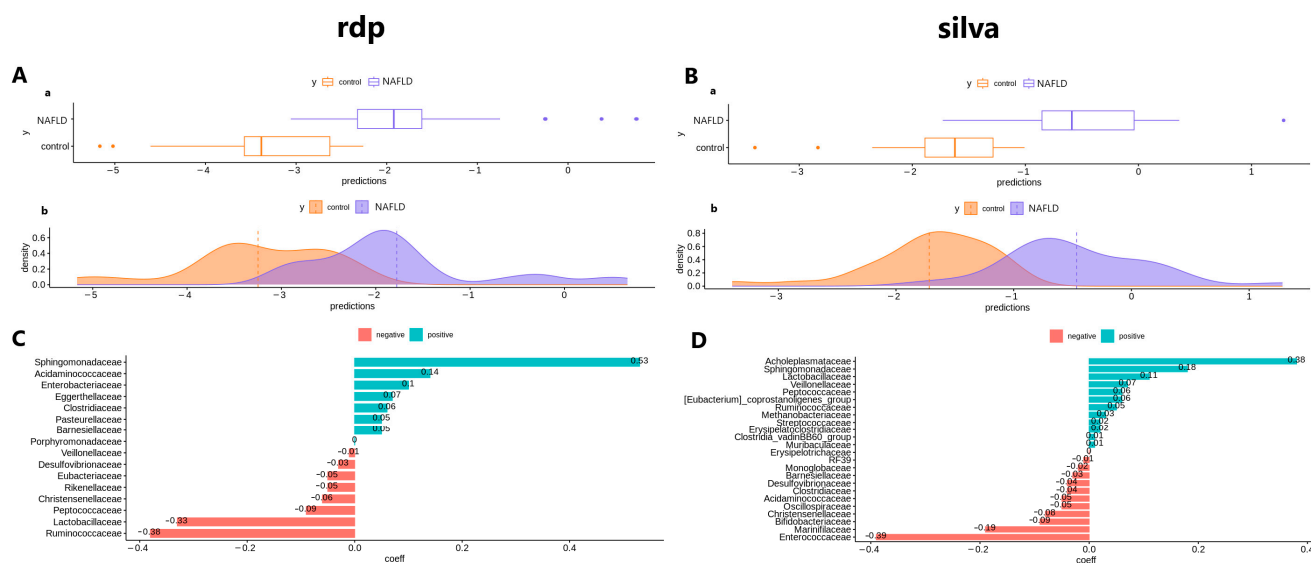 rdp
silva
A
y control NAFLD
a
NAFLD
control
y
−5 −4 −3 −2 −1 0
predictions
b
y control NAFLD
density
0.6
0.4
0.2
0.0
−5 −4 −3 −2 −1 0
predictions
B
y control NAFLD
a
NAFLD
control
y
−3 −2 −1 0 1
predictions
b
y control NAFLD
density
0.8
0.6
0.4
0.2
0.0
−3 −2 −1 0 1
predictions
C
negative positive
Sphingomonadaceae 0.53
Acidaminococcaceae 0.14
Enterobacteriaceae 0.1
Eggerthellaceae 0.07
Clostridiaceae 0.06
Pasteurellaceae 0.05
Barnesiellaceae 0.05
Porphyromonadaceae 0
Veillonellaceae −0.01
Desulfovibrionaceae −0.03
Eubacteriaceae −0.05
Rikenellaceae −0.05
Christensenellaceae −0.06
Peptococcaceae −0.09
Lactobacillaceae −0.33
Ruminococcaceae −0.38
−0.4 −0.2 0.0 0.2 0.4
coeff
D
negative positive
Acholeplasmataceae 0.38
Sphingomonadaceae 0.18
Lactobacillaceae 0.11
Veillonellaceae 0.07
Peptococcaceae 0.06
[Eubacterium]_coprostanoligenes_group 0.06
Ruminococcaceae 0.05
Methanobacteriaceae 0.03
Streptococcaceae 0.02
Erysipelatoclostridiaceae 0.02
Clostridia_vadinBB60_group 0.01
Muribaculaceae 0.01
Erysipelotrichaceae 0
RF39 −0.01
Monoglobaceae −0.02
Barnesiellaceae −0.03
Desulfovibrionaceae −0.04
Clostridiaceae −0.04
Acidaminococcaceae −0.05
Oscillospiraceae −0.05
Christensenellaceae −0.08
Bifidobacteriaceae −0.09
Marinifilaceae −0.19
Enterococcaceae −0.39
−0.4 −0.2 0.0 0.2 0.4
coeff